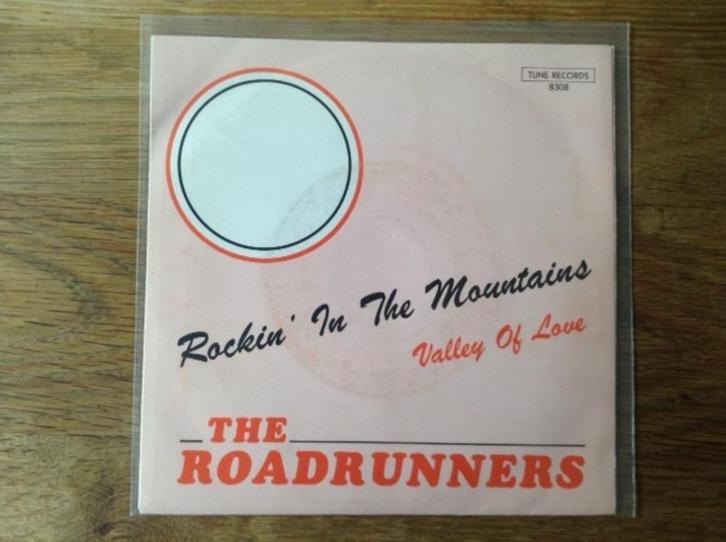 TUNE RECORDS
8308
Rockin' In The Mountains
Valley Of Love
THE
ROADRUNNERS